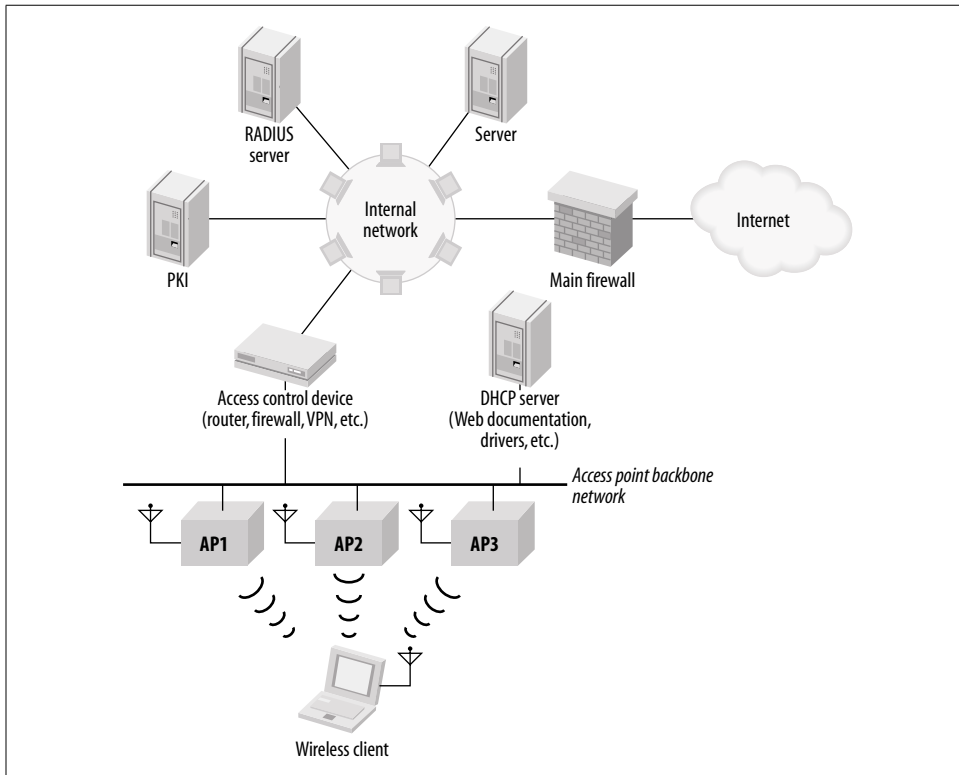 RADIUS
server
Server
PKI
Internal
network
Main firewall
Internet
Access control device
(router, firewall, VPN, etc.)
DHCP server
(Web documentation,
drivers, etc.)
Access point backbone
network
AP1
AP2
AP3
Wireless client